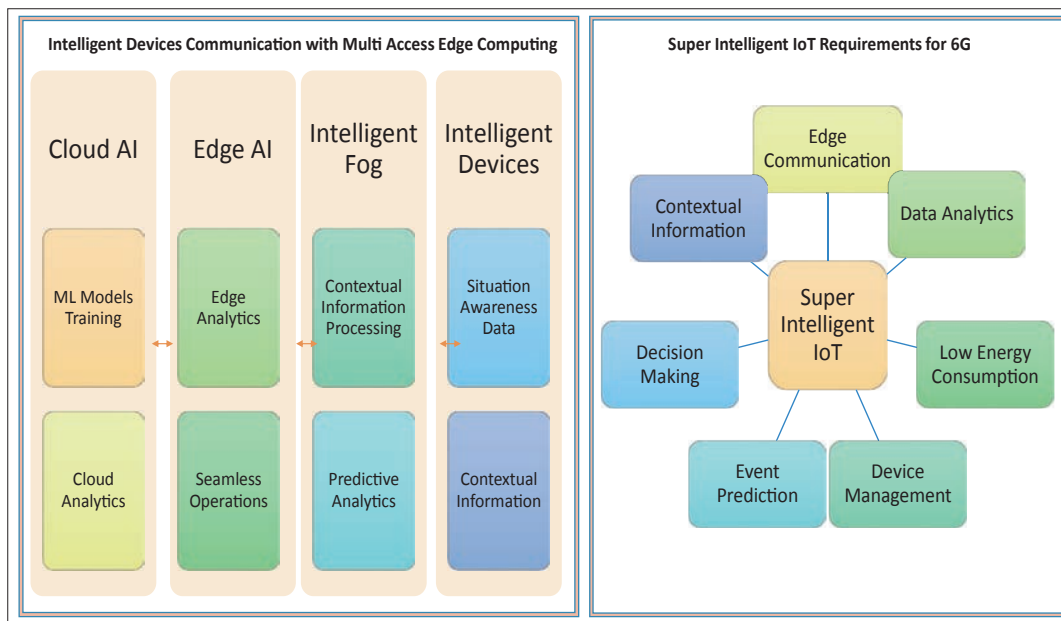 Intelligent Devices Communication with Multi Access Edge Computing
Cloud AI
ML Models
Training
Cloud
Analytics
Edge AI
Edge
Analytics
Seamless
Operations
Intelligent
Fog
Contextual
Information
Processing
Predictive
Analytics
Intelligent
Devices
Situation
Awareness
Data
Contextual
Information
Super Intelligent IoT Requirements for 6G
Edge
Communication
Contextual
Information
Data Analytics
Super
Intelligent
IoT
Decision
Making
Low Energy
Consumption
Event
Prediction
Device
Management